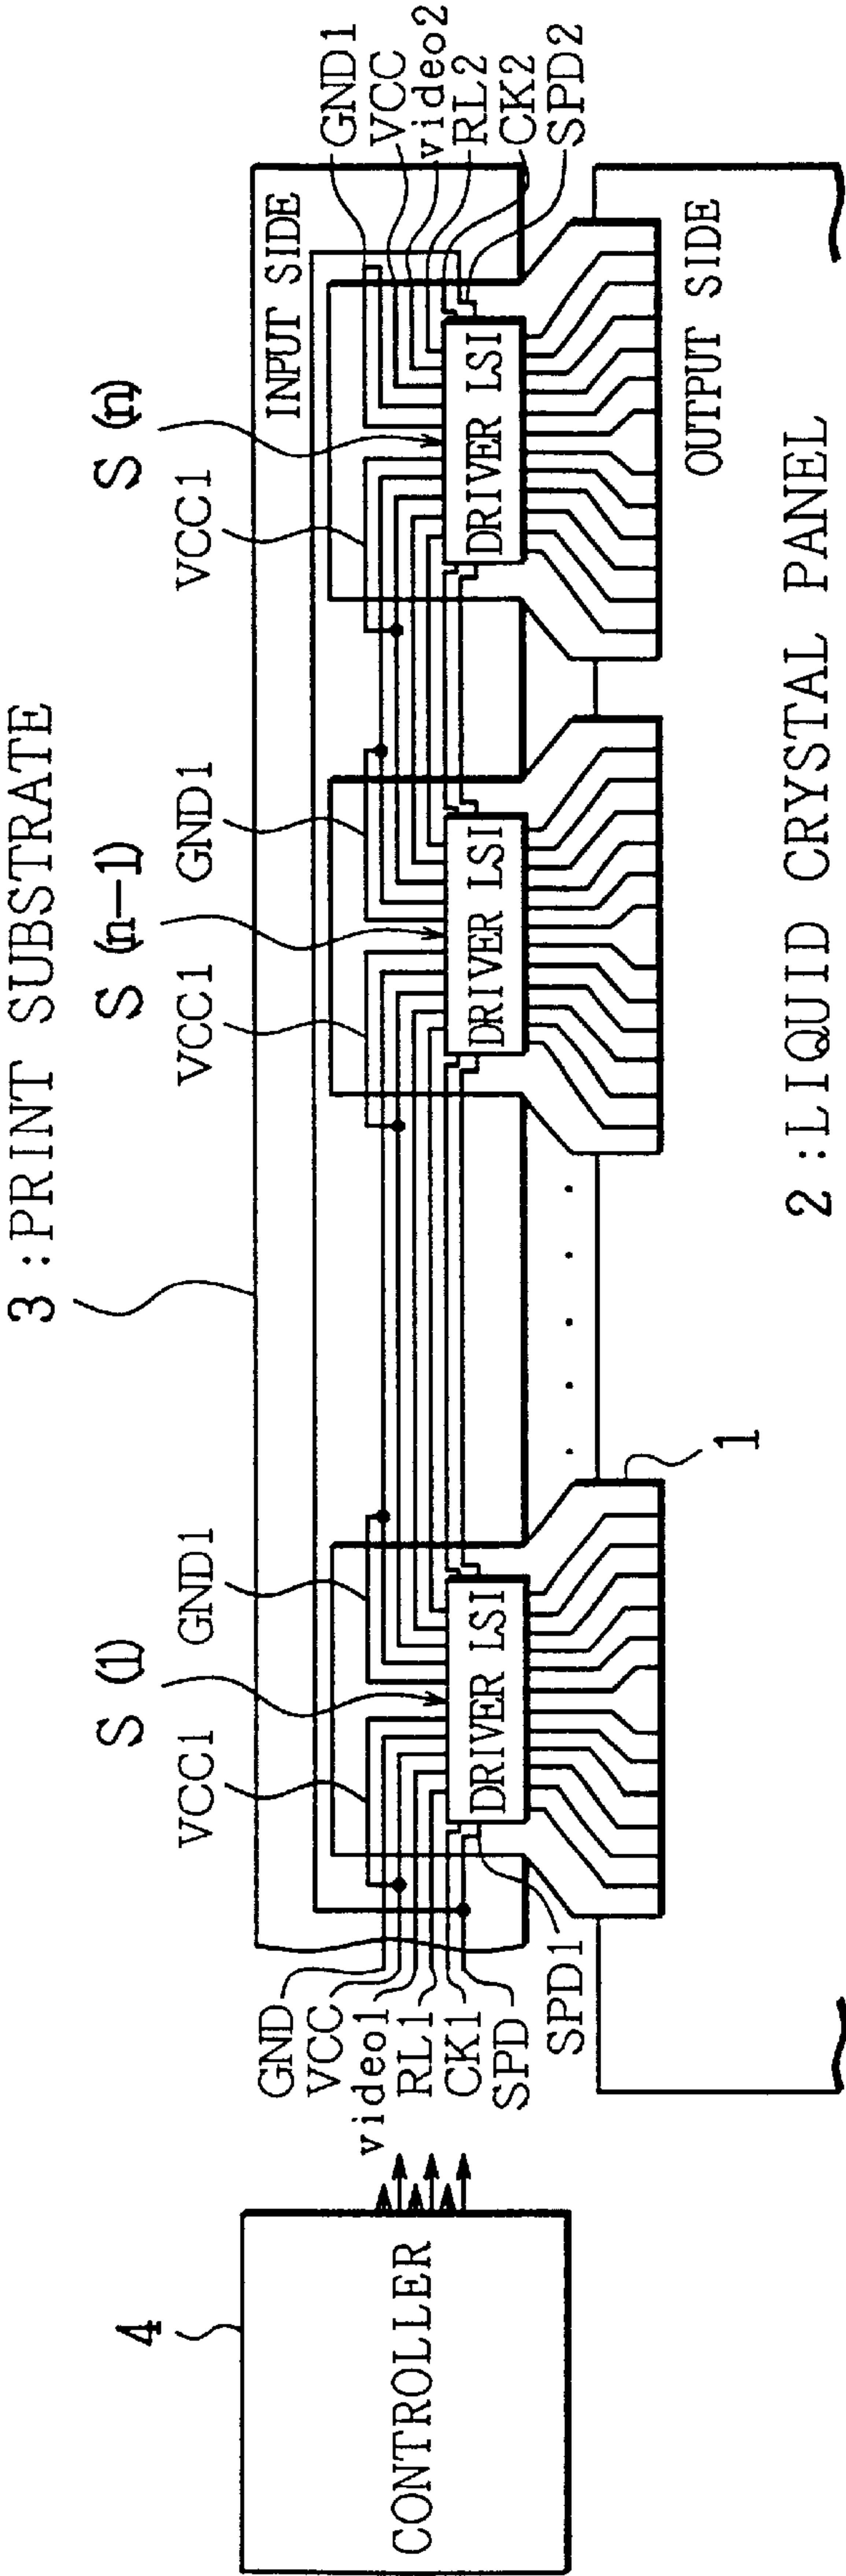 3 : PRINT SUBSTRATE
S (1)
S (n-1)
S (n)
VCC1
GND1
VCC1
GND1
VCC1
INPUT SIDE
GND1
VCC
video2
RL2
CK2
SPD2
4
CONTROLLER
GND
VCC
video1
RL1
CK1
SPD
SPD1
DRIVER LSI
DRIVER LSI
DRIVER LSI
1
OUTPUT SIDE
2 : LIQUID CRYSTAL PANEL